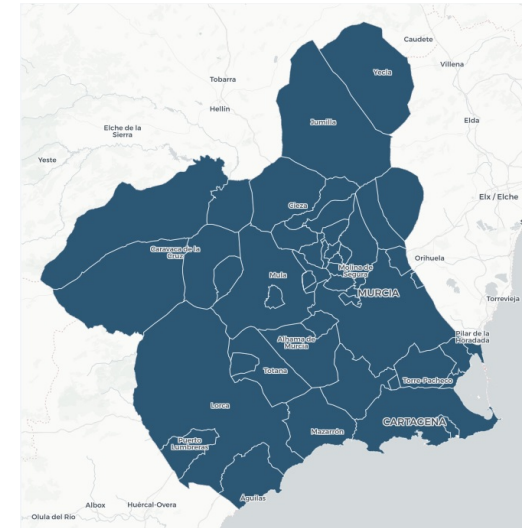 Caudete
Yecla
Villena
Tobarra
Hellín
Jumilla
Elda
Elche de la
Sierra
Yeste
Cieza
Elx / Elche
Caravaca de la
Cruz
Mula
Molina de
Segura
Orihuela
MURCIA
Torrevieja
Pilar de la
Horadada
Alhama de
Murcia
Totana
Torre-Pacheco
Lorca
CARTAGENA
Mazarrón
Puerto
Lumbreras
Águilas
Albox
Huércal-Overa
Olula del Río